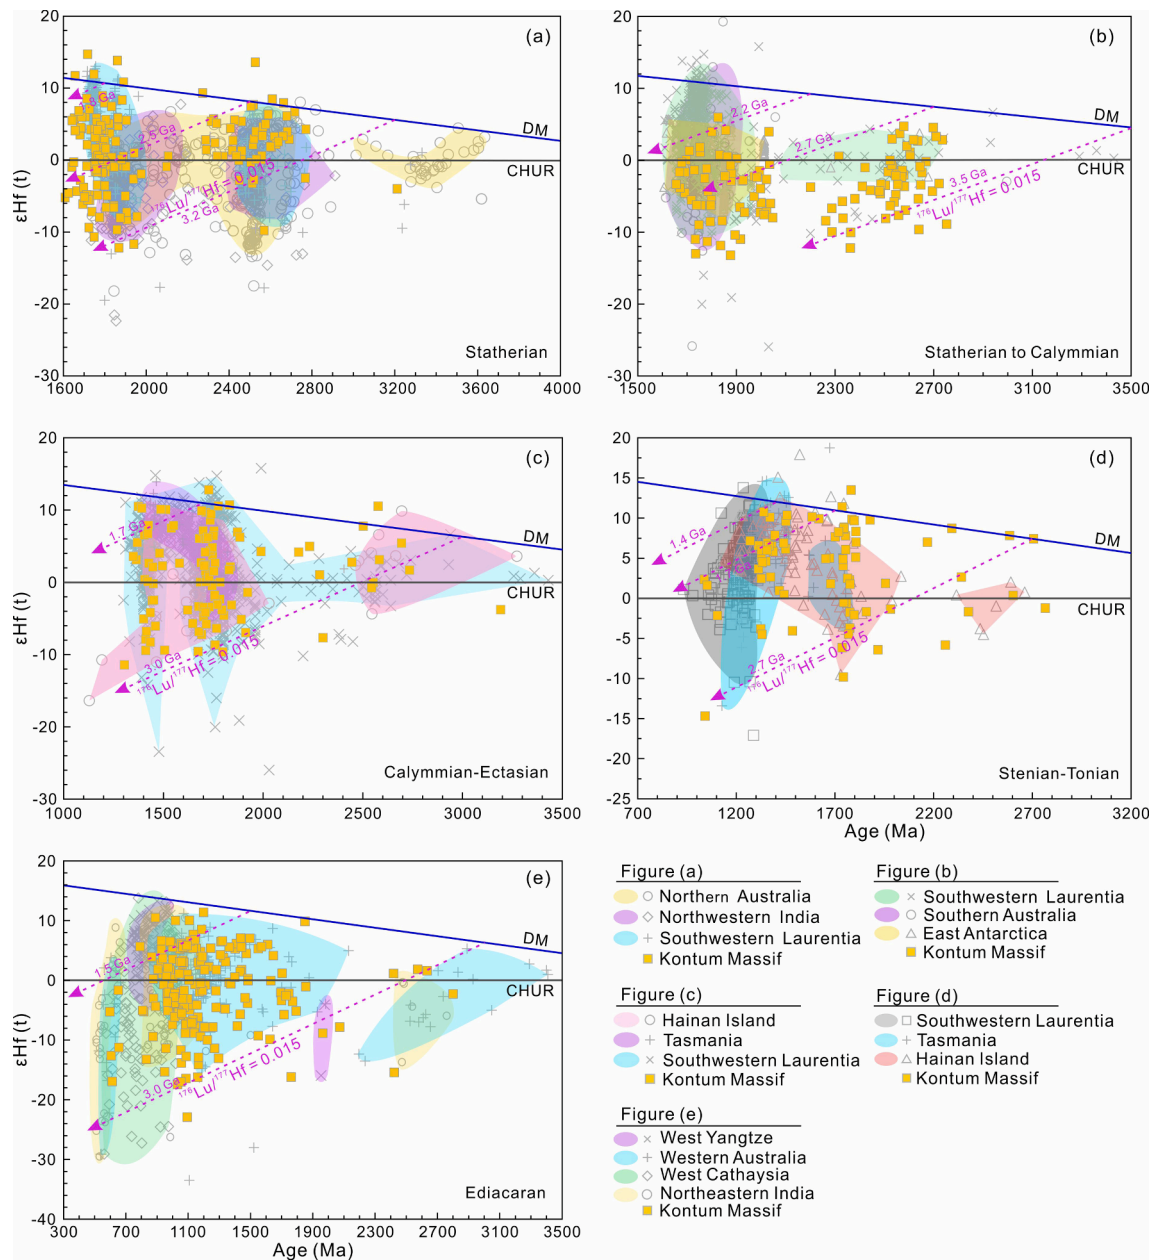 (a)
20
10
0
-10
-20
-30
εHf (t)
1.8 Ga
2.5 Ga
3.2 Ga
¹⁷⁶Lu/¹⁷⁷Hf = 0.015
DM
CHUR
Statherian
1600 2000 2400 2800 3200 3600 4000
(b)
20
10
0
-10
-20
-30
2.2 Ga
2.7 Ga
3.5 Ga
¹⁷⁶Lu/¹⁷⁷Hf = 0.015
DM
CHUR
Statherian to Calymmian
1500 1900 2300 2700 3100 3500
(c)
20
10
0
-10
-20
-30
εHf (t)
1.7 Ga
3.0 Ga
¹⁷⁶Lu/¹⁷⁷Hf = 0.015
DM
CHUR
Calymmian-Ectasian
1000 1500 2000 2500 3000 3500
(d)
20
15
10
5
0
-5
-10
-15
-20
-25
1.4 Ga
2.7 Ga
¹⁷⁶Lu/¹⁷⁷Hf = 0.015
DM
CHUR
Stenian-Tonian
700 1200 1700 2200 2700 3200
Age (Ma)
(e)
20
10
0
-10
-20
-30
-40
εHf (t)
1.5 Ga
3.0 Ga
¹⁷⁶Lu/¹⁷⁷Hf = 0.015
DM
CHUR
Ediacaran
300 700 1100 1500 1900 2300 2700 3100 3500
Age (Ma)
Figure (a)
Northern Australia
Northwestern India
Southwestern Laurentia
Kontum Massif
Figure (b)
Southwestern Laurentia
Southern Australia
East Antarctica
Kontum Massif
Figure (c)
Hainan Island
Tasmania
Southwestern Laurentia
Kontum Massif
Figure (d)
Southwestern Laurentia
Tasmania
Hainan Island
Kontum Massif
Figure (e)
West Yangtze
Western Australia
West Cathaysia
Northeastern India
Kontum Massif